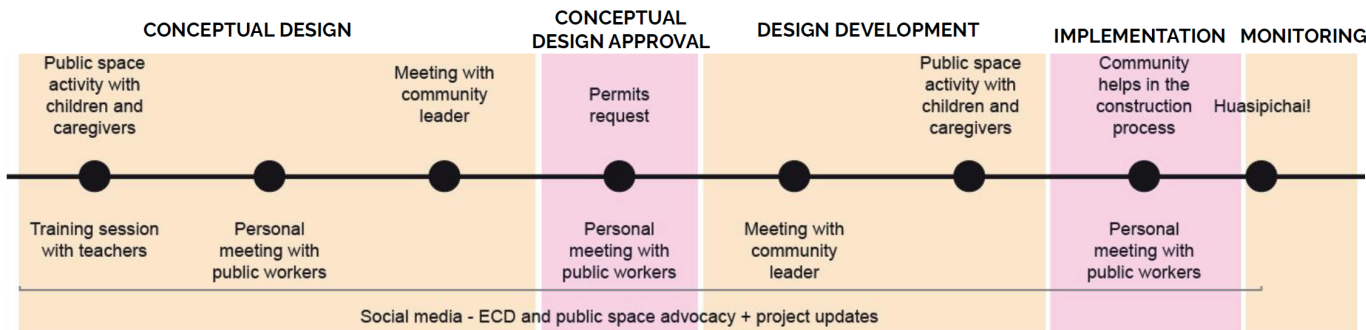 CONCEPTUAL DESIGN
CONCEPTUAL
DESIGN APPROVAL
DESIGN DEVELOPMENT
IMPLEMENTATION
MONITORING
Public space
activity with
children and
caregivers
Meeting with
community
leader
Permits
request
Public space
activity with
children and
caregivers
Community
helps in the
construction
process
Huasipichai!
Training session
with teachers
Personal
meeting with
public workers
Personal
meeting with
public workers
Meeting with
community
leader
Personal
meeting with
public workers
Social media - ECD and public space advocacy + project updates